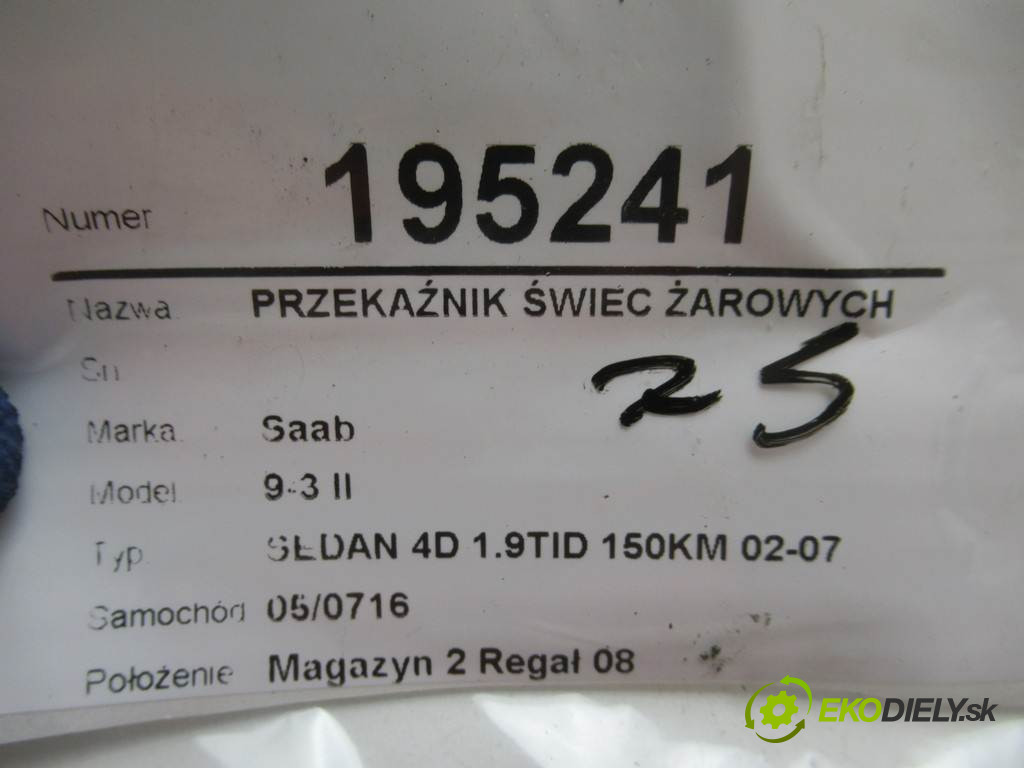 Numer 195241
Nazwa PRZEKAŹNIK ŚWIEC ŻAROWYCH
Sn
25
Marka Saab
Model 9-3 II
Typ SEDAN 4D 1.9TID 150KM 02-07
Samochód 05/0716
Położenie Magazyn 2 Regał 08
EKODIELY.sk